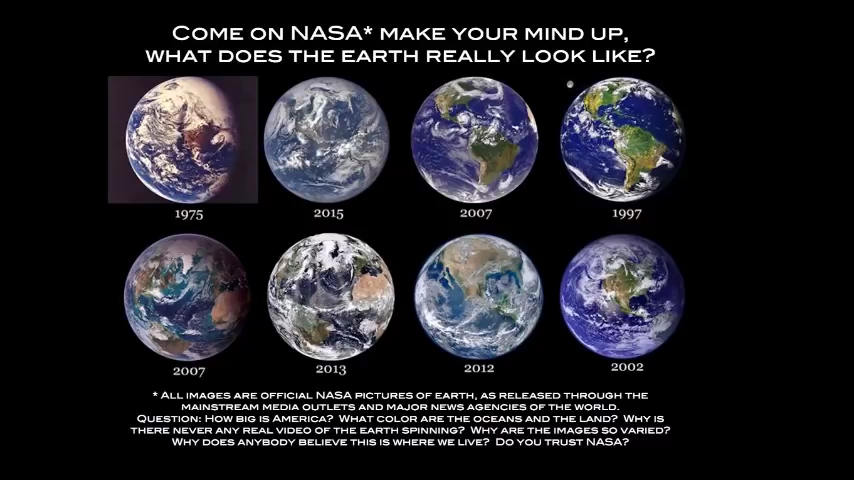 COME ON NASA* MAKE YOUR MIND UP,
WHAT DOES THE EARTH REALLY LOOK LIKE?
1975
2015
2007
1997
2007
2013
2012
2002
* ALL IMAGES ARE OFFICIAL NASA PICTURES OF EARTH, AS RELEASED THROUGH THE
MAINSTREAM MEDIA OUTLETS AND MAJOR NEWS AGENCIES OF THE WORLD.
QUESTION: HOW BIG IS AMERICA? WHAT COLOR ARE THE OCEANS AND THE LAND? WHY IS
THERE NEVER ANY REAL VIDEO OF THE EARTH SPINNING? WHY ARE THE IMAGES SO VARIED?
WHY DOES ANYBODY BELIEVE THIS IS WHERE WE LIVE? DO YOU TRUST NASA?